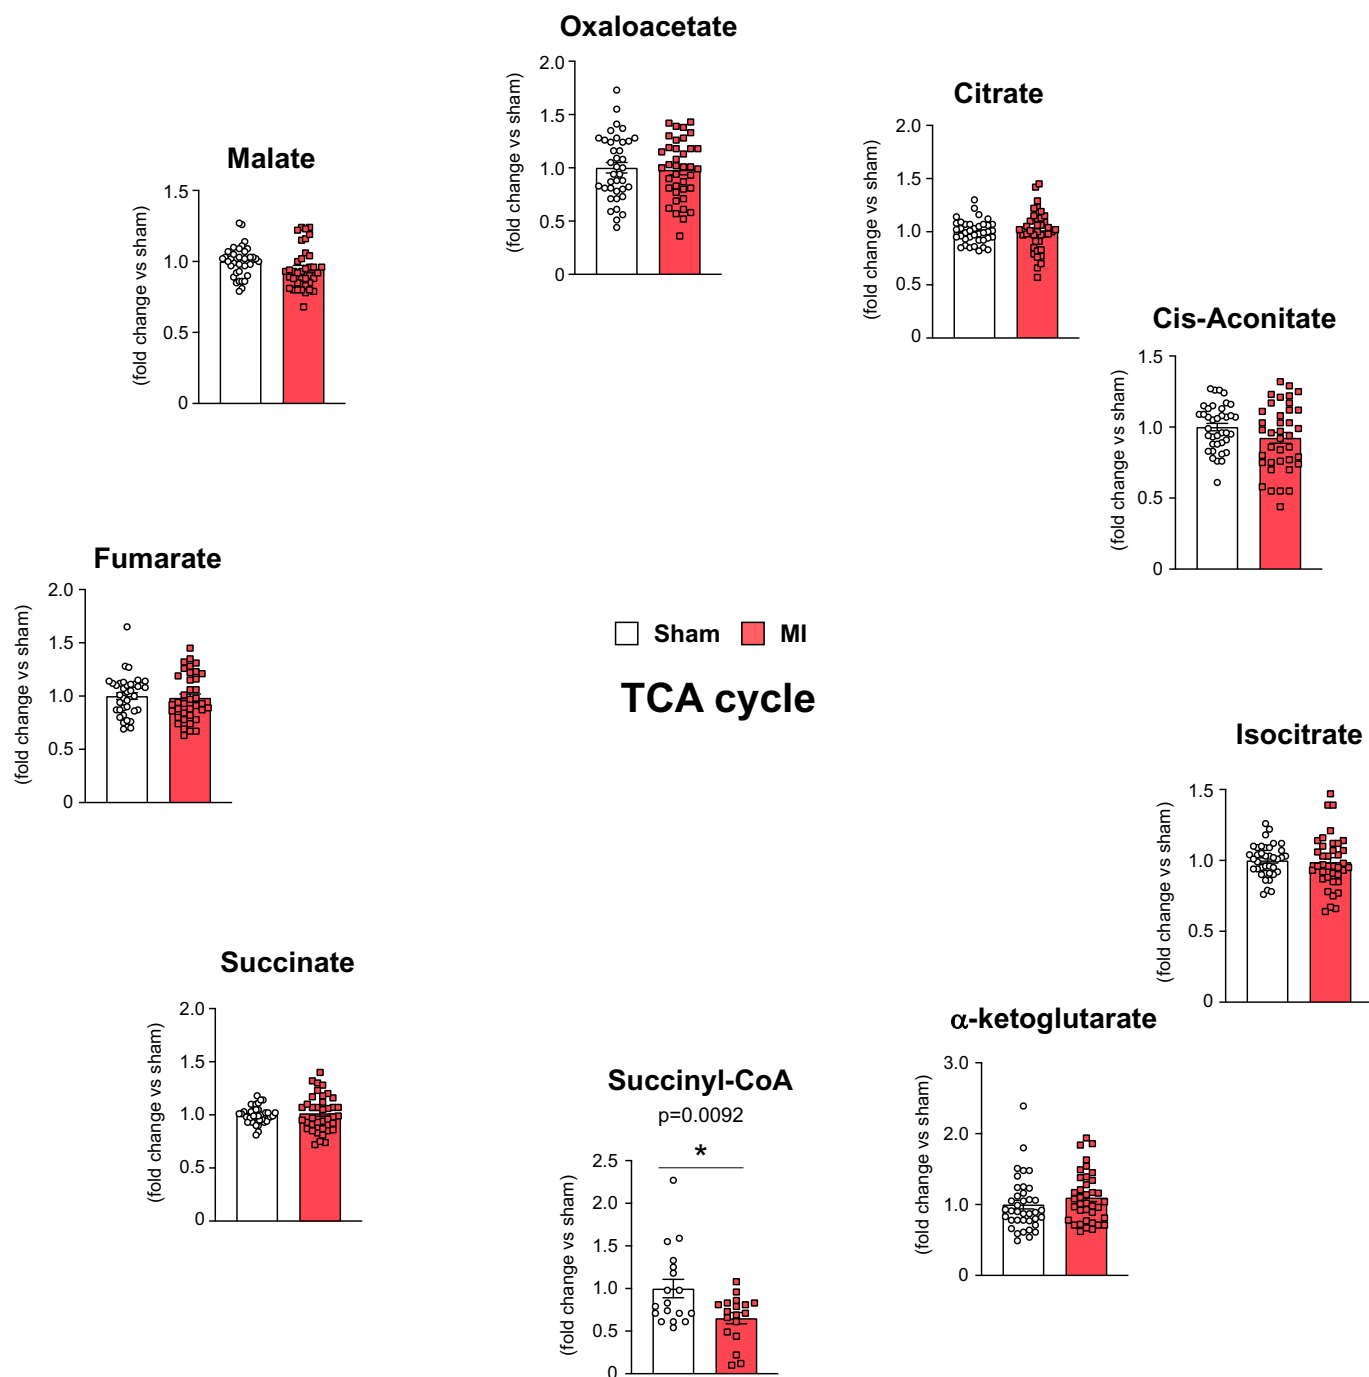 Oxaloacetate
(fold change vs sham)
2.0
1.5
1.0
0.5
0
Citrate
(fold change vs sham)
2.0
1.5
1.0
0.5
0
Malate
(fold change vs sham)
1.5
1.0
0.5
0
Cis-Aconitate
(fold change vs sham)
1.5
1.0
0.5
0
Fumarate
(fold change vs sham)
2.0
1.5
1.0
0.5
0
Sham MI
TCA cycle
Isocitrate
(fold change vs sham)
1.5
1.0
0.5
0
Succinate
(fold change vs sham)
2.0
1.5
1.0
0.5
0
α-ketoglutarate
(fold change vs sham)
3.0
2.0
1.0
0
Succinyl-CoA
p=0.0092
*
(fold change vs sham)
2.5
2.0
1.5
1.0
0.5
0